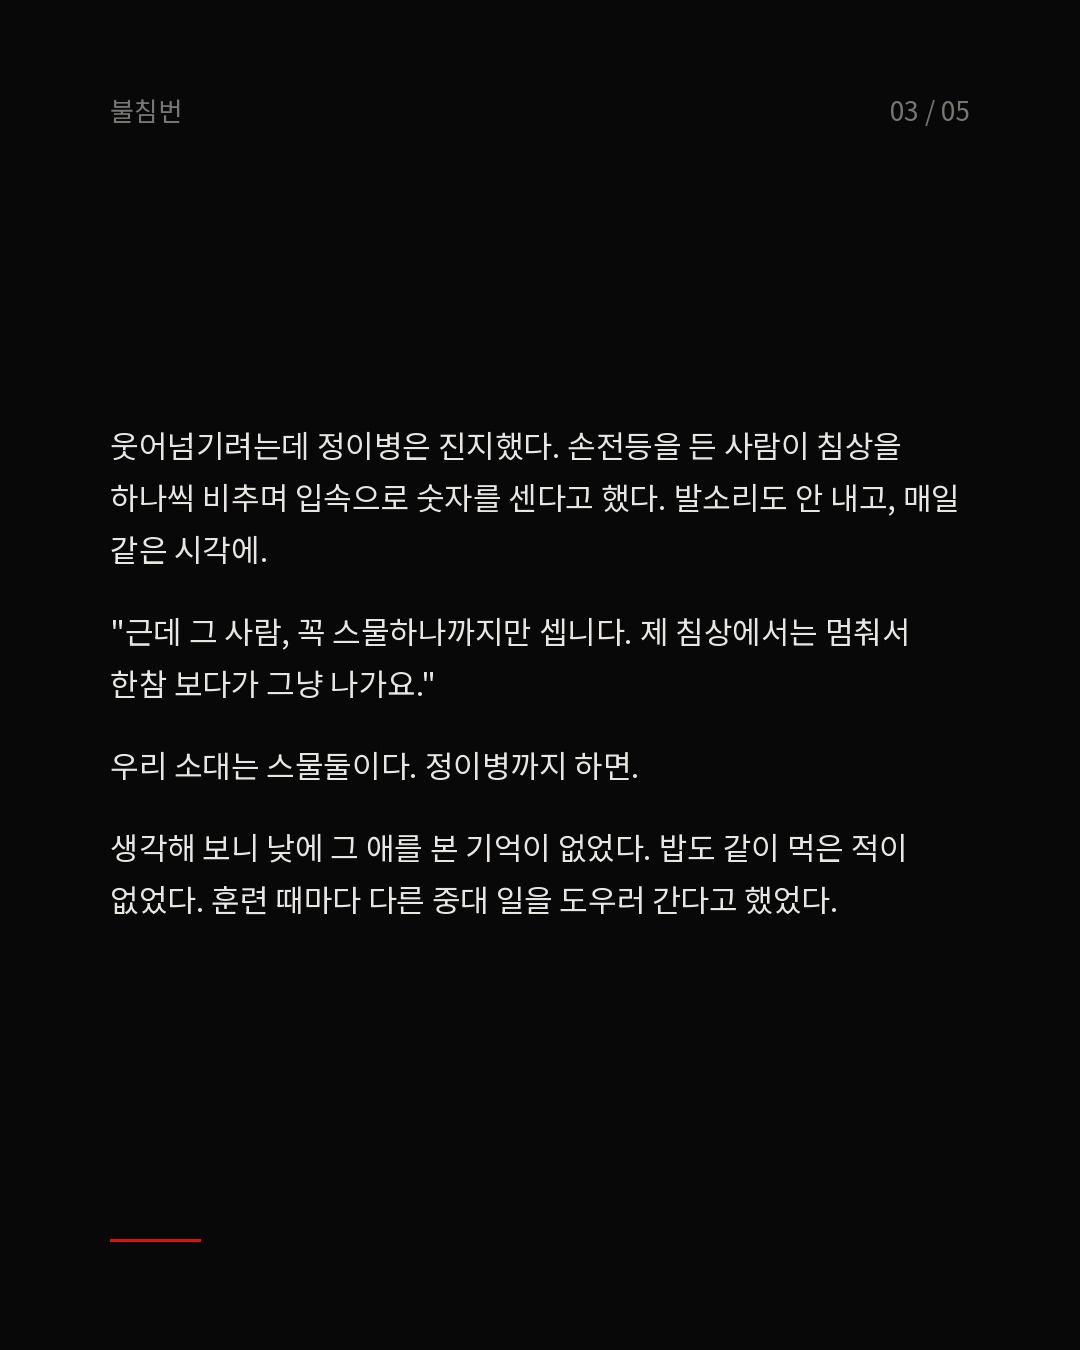 불침번
03 / 05
웃어넘기려는데 정이병은 진지했다. 손전등을 든 사람이 침상을
하나씩 비추며 입속으로 숫자를 센다고 했다. 발소리도 안 내고, 매일
같은 시각에.
"근데 그 사람, 꼭 스물하나까지만 셉니다. 제 침상에서는 멈춰서
한참 보다가 그냥 나가요."
우리 소대는 스물둘이다. 정이병까지 하면.
생각해 보니 낮에 그 애를 본 기억이 없었다. 밥도 같이 먹은 적이
없었다. 훈련 때마다 다른 중대 일을 도우러 간다고 했었다.